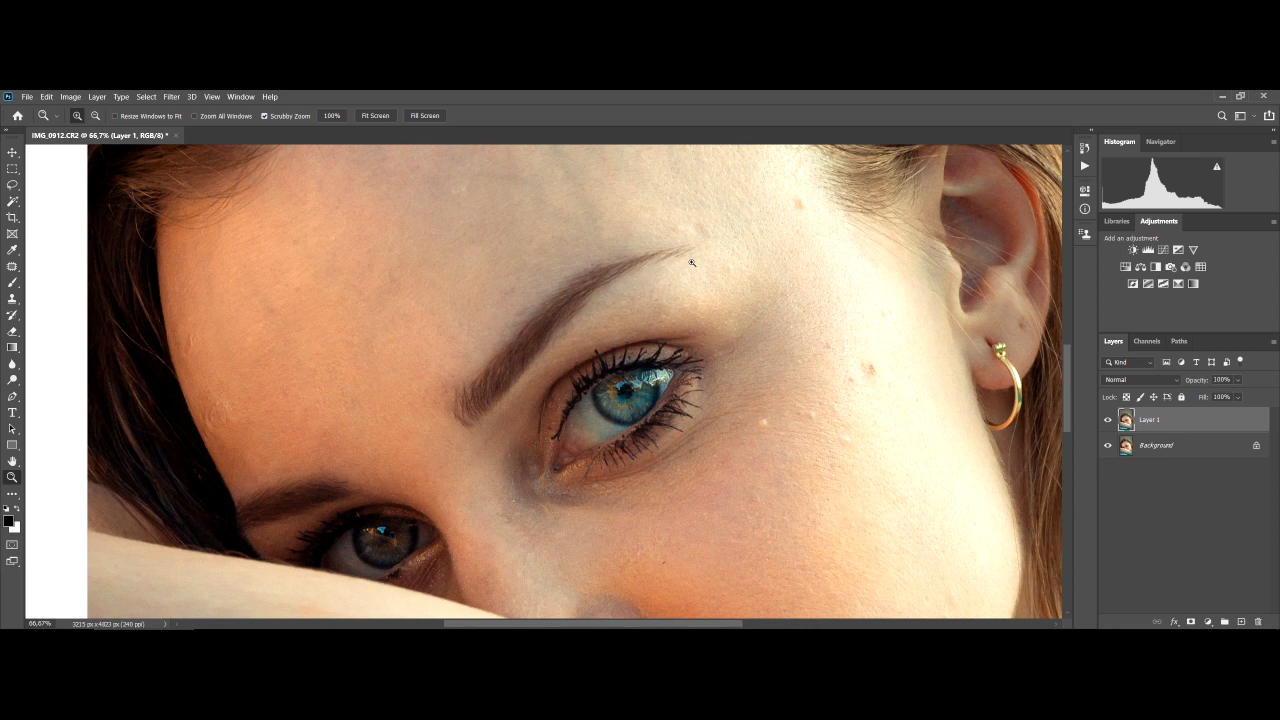 Ps File Edit Image Layer Type Select Filter 3D View Window Help
Resize Windows to Fit Zoom All Windows Scrubby Zoom 100% Fit Screen Fill Screen
IMG_0912.CR2 @ 66,7% (Layer 1, RGB/8) *
Histogram Navigator
Libraries Adjustments
Add an adjustment
Layers Channels Paths
Kind
Normal Opacity: 100%
Lock: Fill: 100%
Layer 1
Background
66,67% 3215 px x 4823 px (240 ppi)